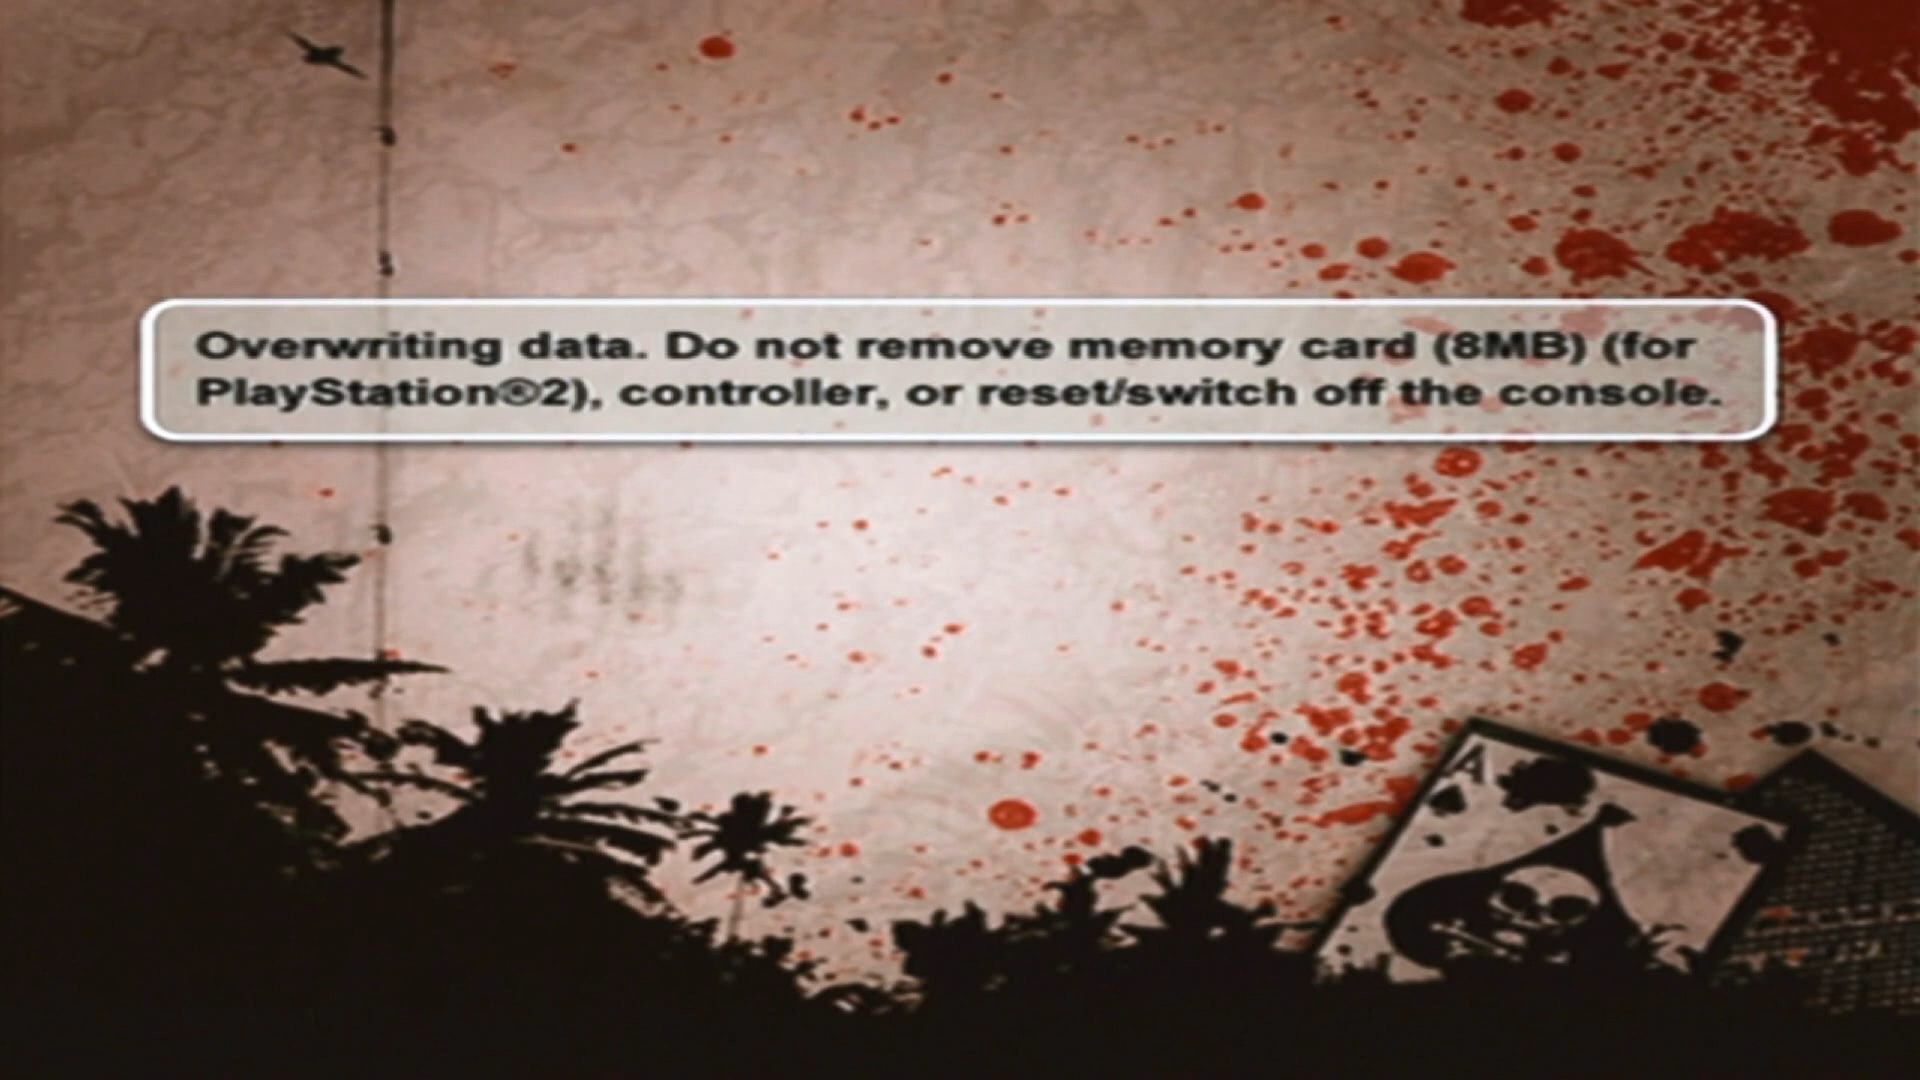 Overwriting data. Do not remove memory card (8MB) (for
PlayStation®2), controller, or reset/switch off the console.
A